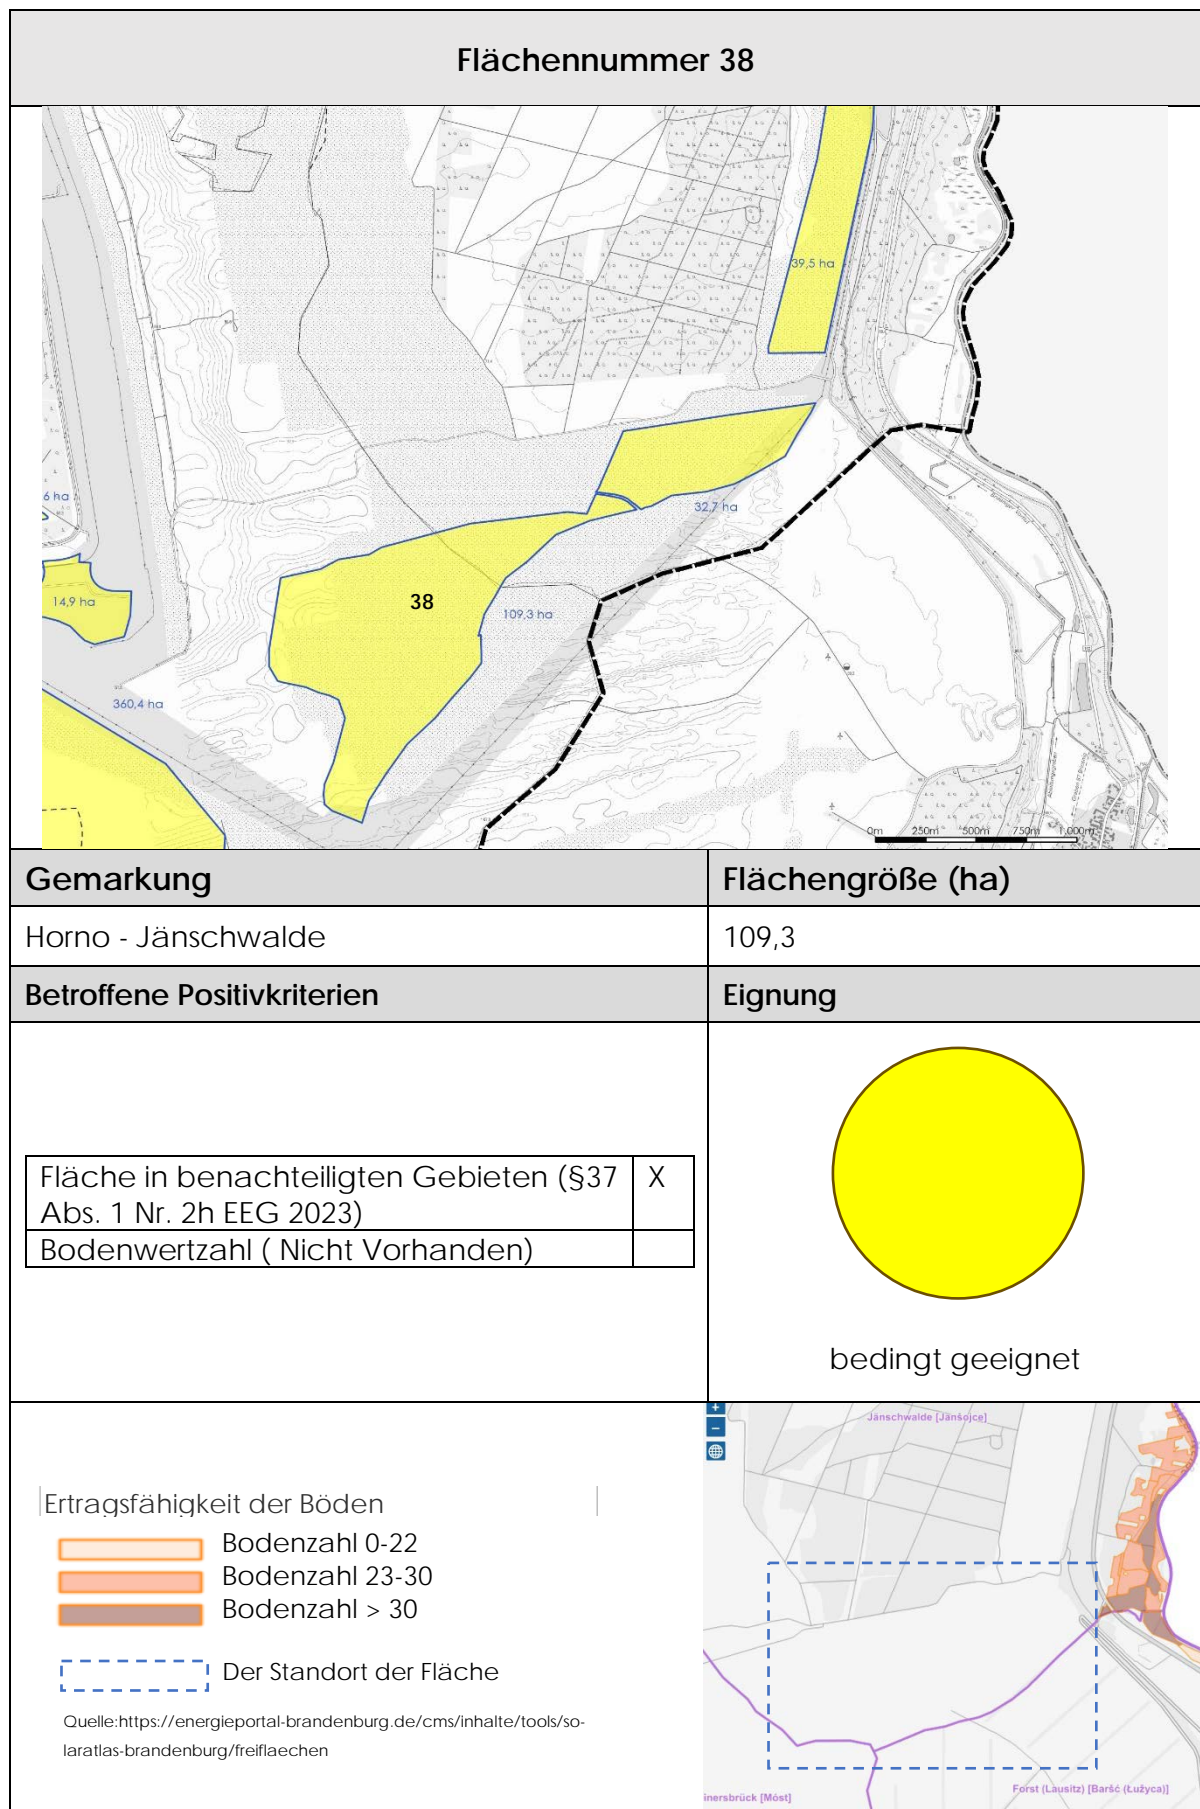 Flächennummer 38
39,5 ha
6 ha
32,7 ha
14,9 ha
38
109,3 ha
360,4 ha
0m 250m 500m 750m 1.000m
Gemarkung
Flächengröße (ha)
Horno - Jänschwalde
109,3
Betroffene Positivkriterien
Eignung
Fläche in benachteiligten Gebieten (§37 X
Abs. 1 Nr. 2h EEG 2023)
Bodenwertzahl ( Nicht Vorhanden)
bedingt geeignet
+
−
Jänschwalde [Janšojce]
Ertragsfähigkeit der Böden
Bodenzahl 0-22
Bodenzahl 23-30
Bodenzahl > 30
Der Standort der Fläche
Quelle:https://energieportal-brandenburg.de/cms/inhalte/tools/so-
laratlas-brandenburg/freiflaechen
inersbrück [Móst]
Forst (Lausitz) [Baršć (Łužyca)]